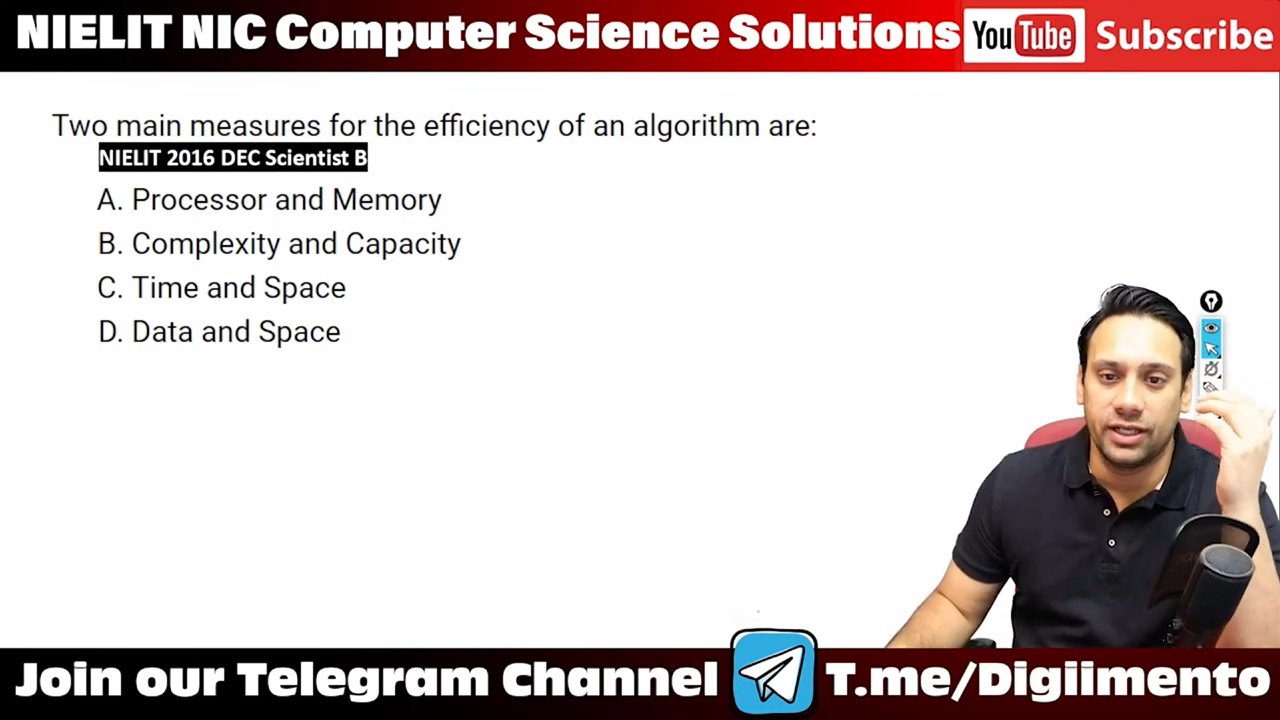 NIELIT NIC Computer Science Solutions YouTube Subscribe
Two main measures for the efficiency of an algorithm are:
NIELIT 2016 DEC Scientist B
A. Processor and Memory
B. Complexity and Capacity
C. Time and Space
D. Data and Space
Join our Telegram Channel T.me/Digiimento